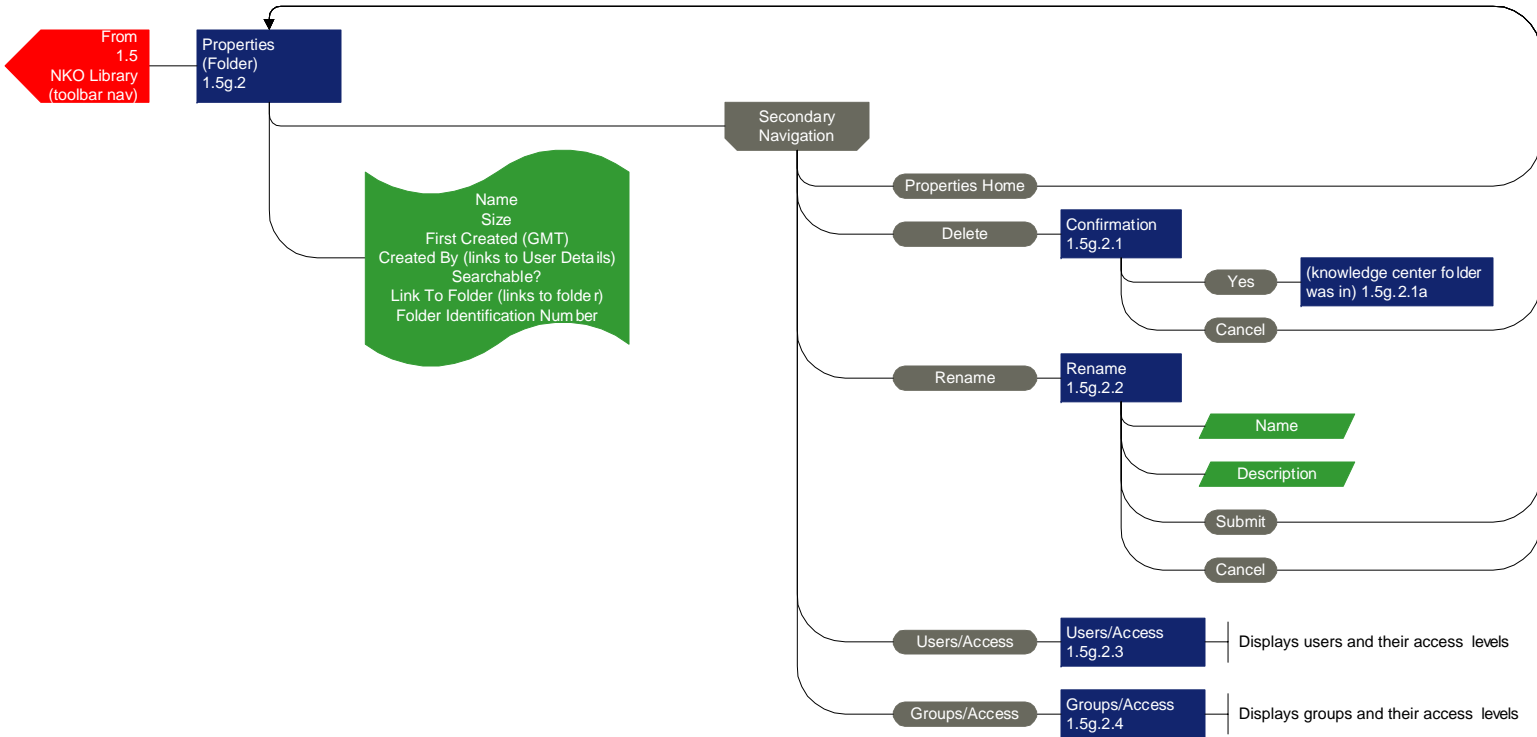 From
1.5
NKO Library
(toolbar nav)
Properties
(Folder)
1.5g.2
Secondary
Navigation
Name
Size
First Created (GMT)
Created By (links to User Details)
Searchable?
Link To Folder (links to folder)
Folder Identification Number
Properties Home
Delete
Confirmation
1.5g.2.1
Yes
(knowledge center folder
was in) 1.5g.2.1a
Cancel
Rename
Rename
1.5g.2.2
Name
Description
Submit
Cancel
Users/Access
Users/Access
1.5g.2.3
Displays users and their access levels
Groups/Access
Groups/Access
1.5g.2.4
Displays groups and their access levels